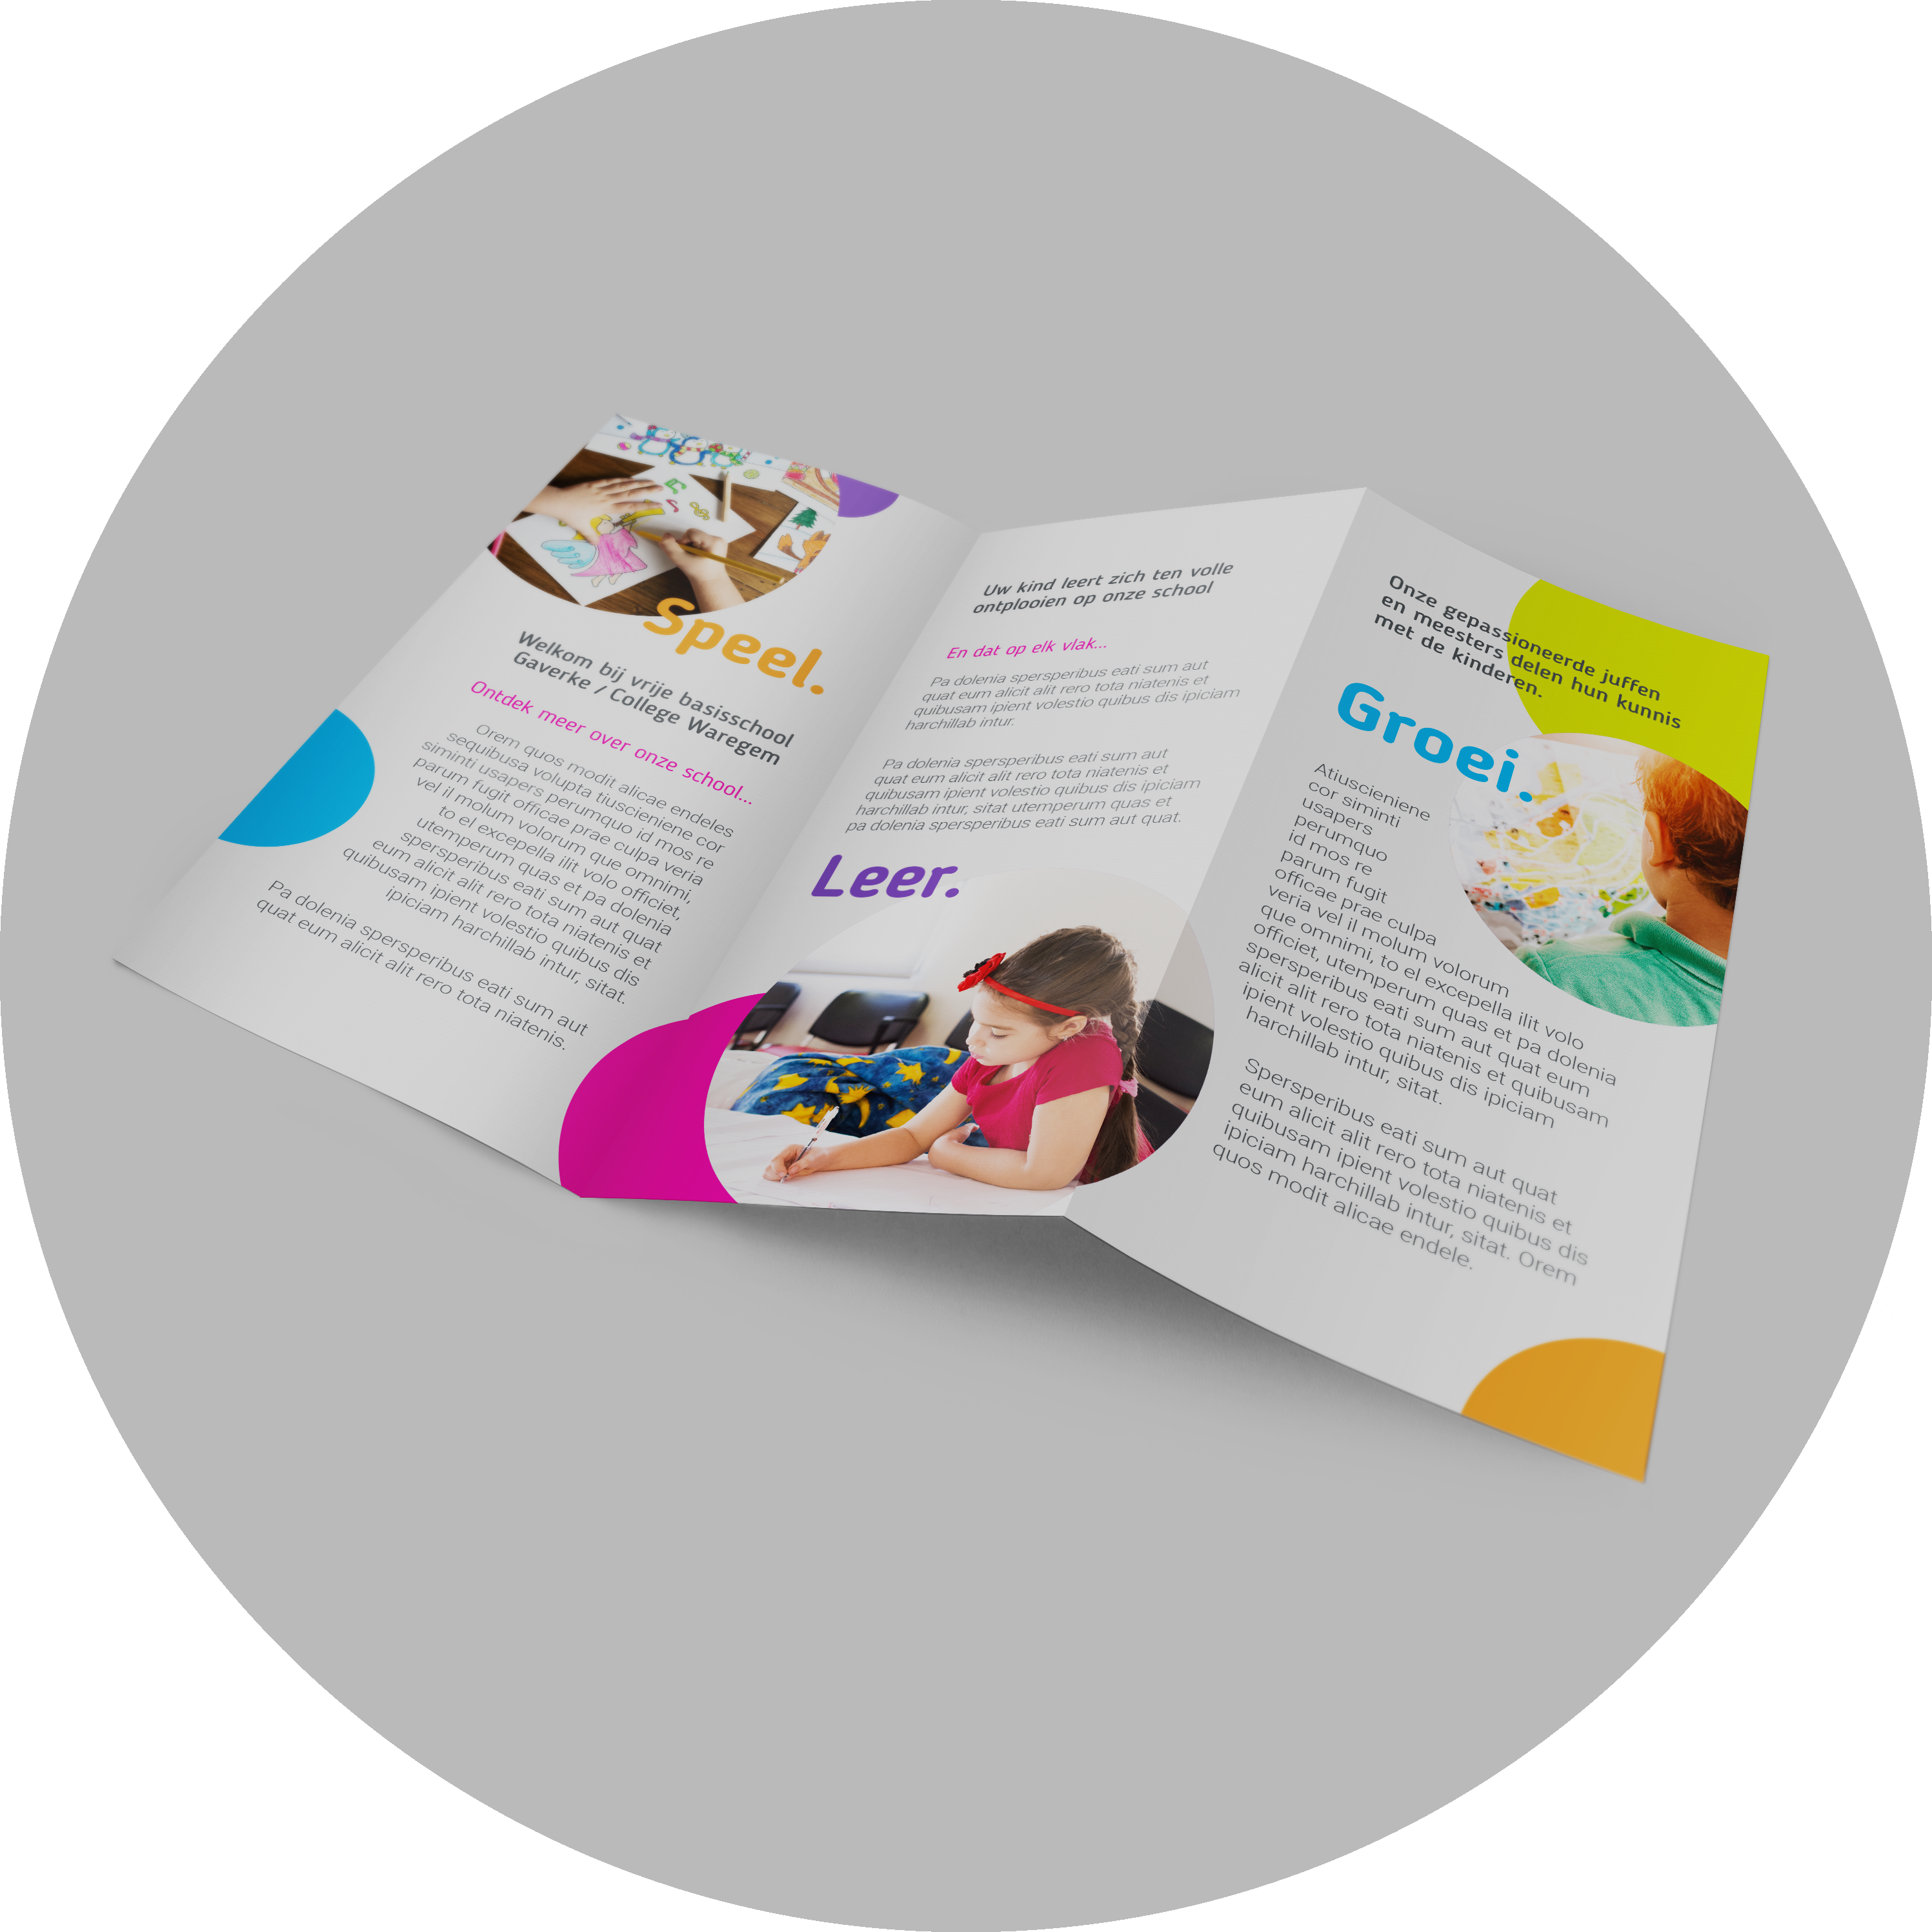 Speel.
Welkom bij vrije basisschool
Gaverke / College Waregem
Ontdek meer over onze school...
Orem quos modit alicae endeles
sequibusa volupta tiuscieniene cor
siminti usapers perumquo id mos re
parum fugit officae prae culpa veria
vel il molum volorum que omnimi,
to el excepella ilit volo officiet,
utemperum quas et pa dolenia
spersperibus eati sum aut quat
eum alicit alit rero tota niatenis et
quibusam ipient volestio quibus dis
ipiciam harchillab intur, sitat.
Pa dolenia spersperibus eati sum aut
quat eum alicit alit rero tota niatenis.
Uw kind leert zich ten volle
ontplooien op onze school
En dat op elk vlak...
Pa dolenia spersperibus eati sum aut
quat eum alicit alit rero tota niatenis et
quibusam ipient volestio quibus dis ipiciam
harchillab intur.
Pa dolenia spersperibus eati sum aut
quat eum alicit alit rero tota niatenis et
quibusam ipient volestio quibus dis ipiciam
harchillab intur, sitat utemperum quas et
pa dolenia spersperibus eati sum aut quat.
Leer.
Onze gepassioneerde juffen
en meesters delen hun kunnis
met de kinderen.
Groei.
Atiuscieniene
cor siminti
usapers
perumquo
id mos re
parum fugit
officae prae culpa
veria vel il molum volorum
que omnimi, to el excepella ilit volo
officiet, utemperum quas et pa dolenia
spersperibus eati sum aut quat eum
alicit alit rero tota niatenis et quibusam
ipient volestio quibus dis ipiciam
harchillab intur, sitat.
Spersperibus eati sum aut quat
eum alicit alit rero tota niatenis et
quibusam ipient volestio quibus dis
ipiciam harchillab intur, sitat. Orem
quos modit alicae endele.